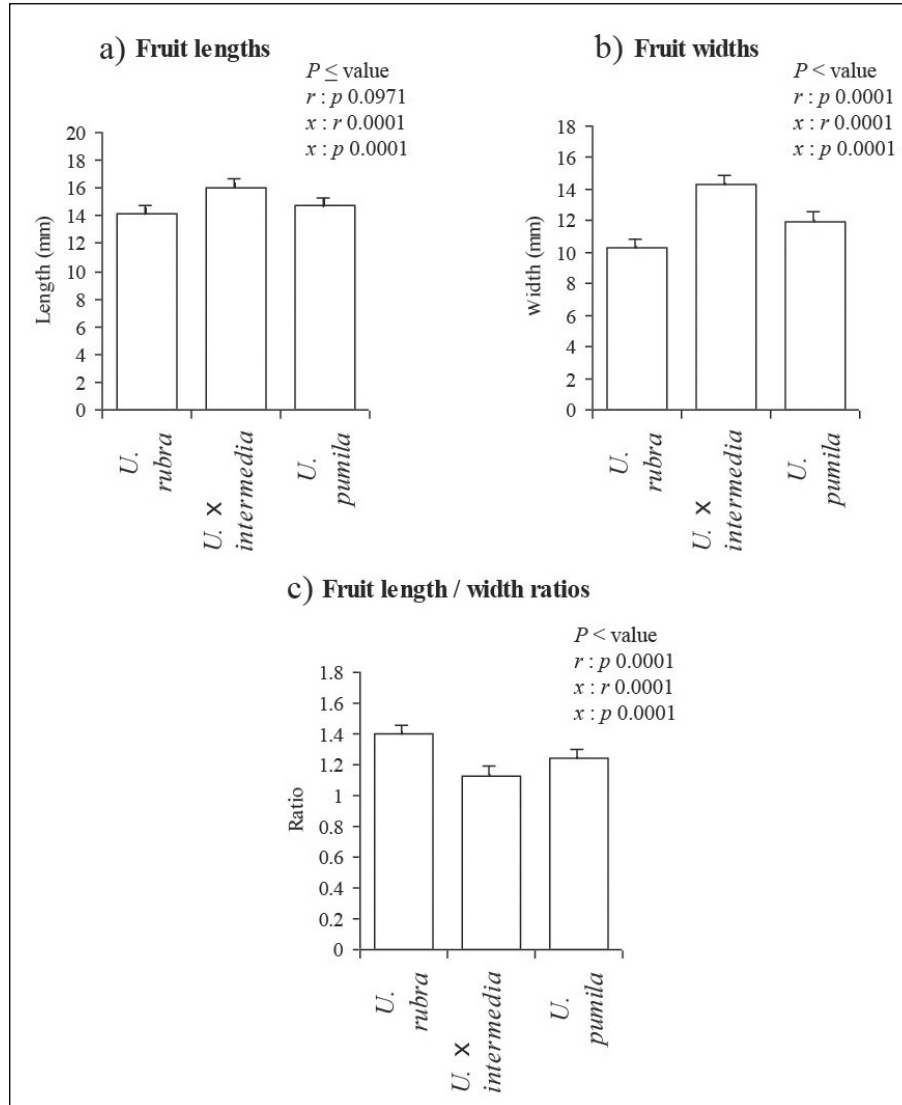 a) Fruit lengths
P ≤ value
r : p 0.0971
x : r 0.0001
x : p 0.0001
20
18
16
14
12
10
8
6
4
2
0
Length (mm)
U. rubra
U. x intermedia
U. pumila
b) Fruit widths
P < value
r : p 0.0001
x : r 0.0001
x : p 0.0001
18
16
14
12
10
8
6
4
2
0
Width (mm)
U. rubra
U. x intermedia
U. pumila
c) Fruit length / width ratios
P < value
r : p 0.0001
x : r 0.0001
x : p 0.0001
1.8
1.6
1.4
1.2
1
0.8
0.6
0.4
0.2
0
Ratio
U. rubra
U. x intermedia
U. pumila